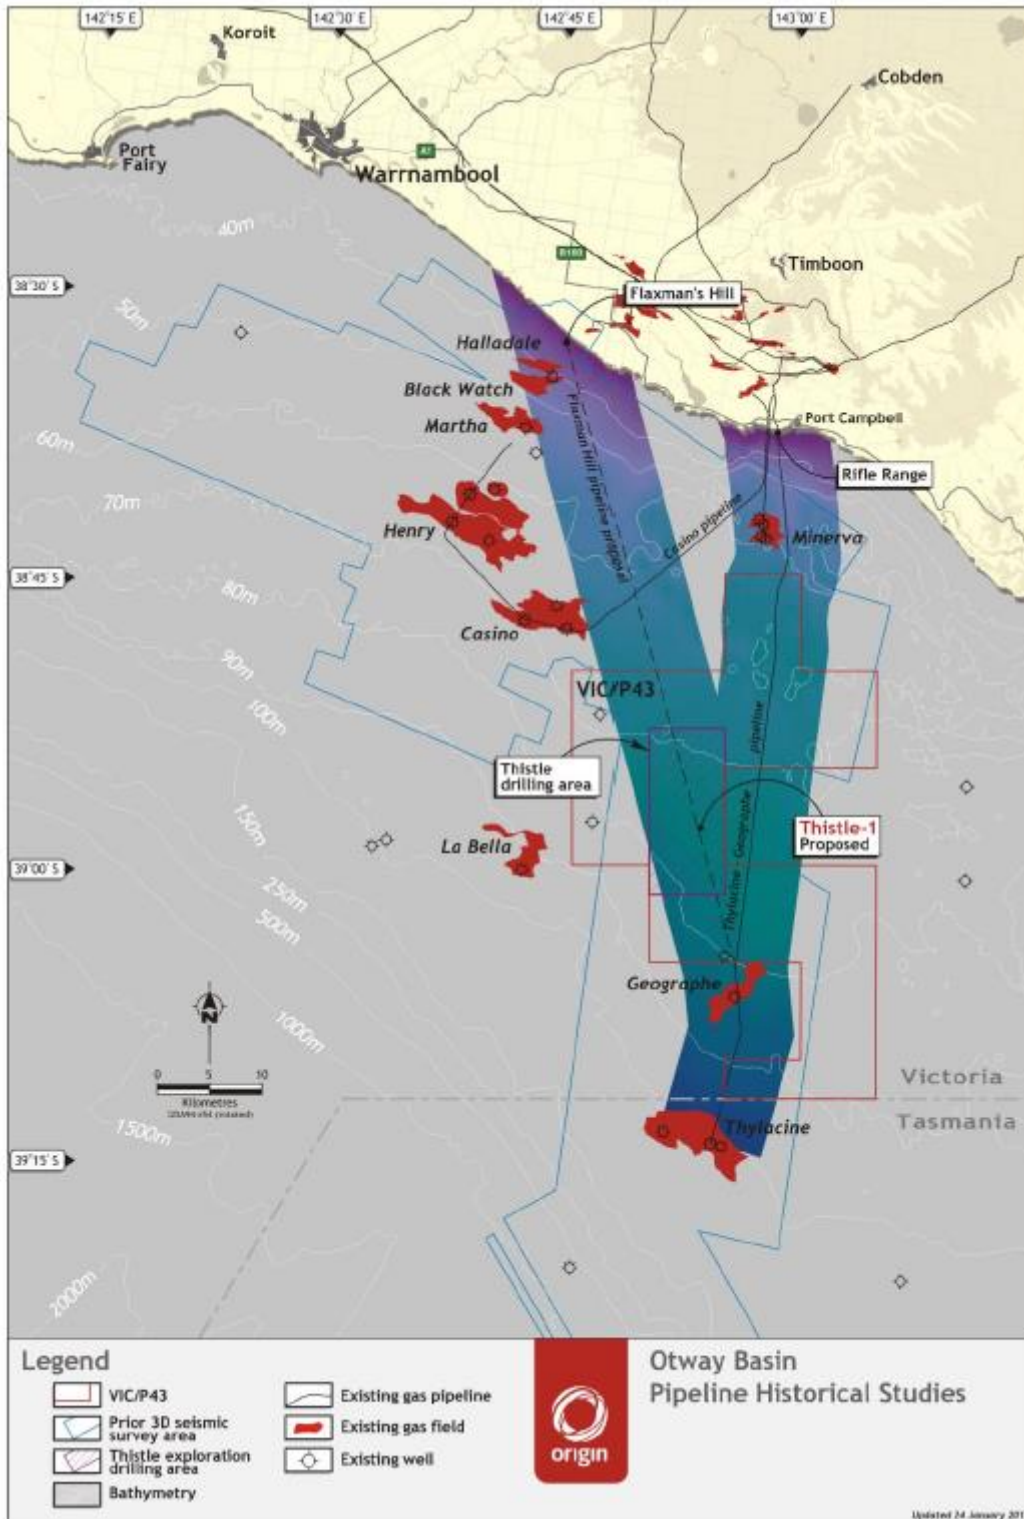 142°15' E
142°30' E
142°45' E
143°00' E
Koroit
Cobden
Port
Fairy
A1
Warrnambool
40m
B100
Timboon
38°30' S
Flaxman's Hill
50m
Halladale
Black Watch
Martha
Port Campbell
60m
Flaxman Hill pipeline proposal
Rifle Range
70m
Casino pipeline
Henry
Minerva
38°45' S
80m
Casino
90m
VIC/P43
100m
pipeline
Thistle
drilling area
150m
Thistle-1
Proposed
La Bella
Thylacine - Geographe
39°00' S
250m
500m
Geographe
N
1000m
0 5 10
Kilometres
Victoria
1500m
Thylacine
Tasmania
39°15' S
2000m
Legend
VIC/P43
Prior 3D seismic
survey area
Thistle exploration
drilling area
Bathymetry
Existing gas pipeline
Existing gas field
Existing well
origin
Otway Basin
Pipeline Historical Studies
Updated 24 January